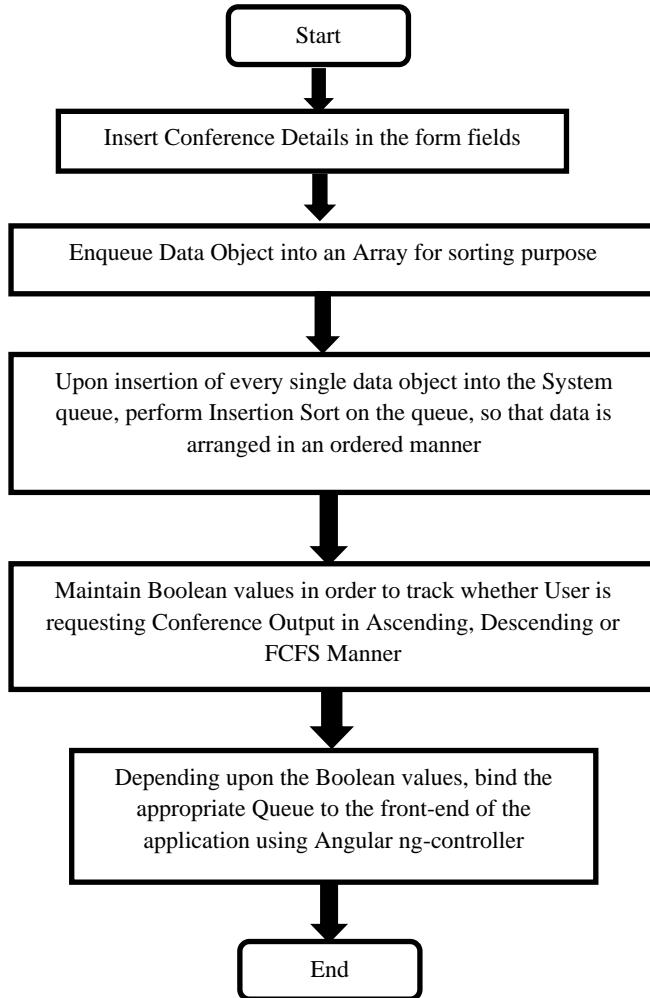 Start
Insert Conference Details in the form fields
Enqueue Data Object into an Array for sorting purpose
Upon insertion of every single data object into the System
queue, perform Insertion Sort on the queue, so that data is
arranged in an ordered manner
Maintain Boolean values in order to track whether User is
requesting Conference Output in Ascending, Descending or
FCFS Manner
Depending upon the Boolean values, bind the
appropriate Queue to the front-end of the
application using Angular ng-controller
End